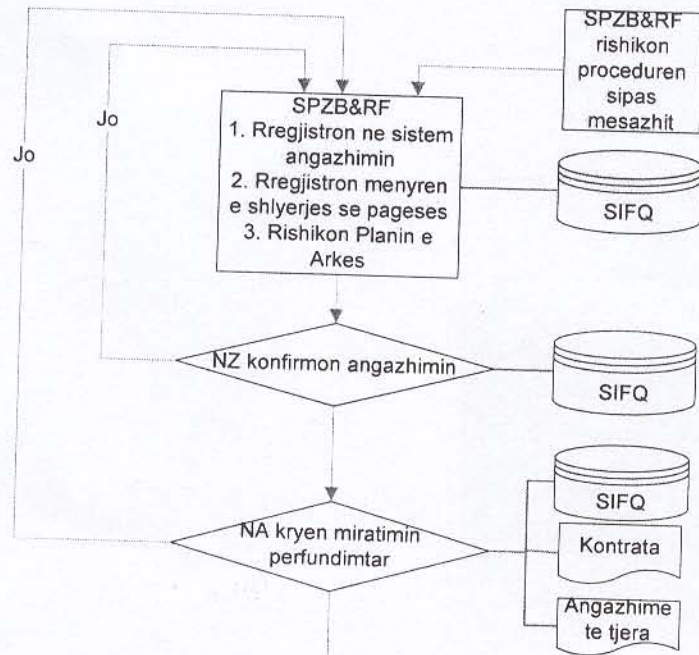 SPZB&RF
rishikon
proceduren
sipas
mesazhit
Jo
Jo
SPZB&RF
1. Rregjistron ne sistem
angazhimin
2. Rregjistron menyren
e shlyerjes se pageses
3. Rishikon Planin e
Arkes
SIFQ
NZ konfirmon angazhimin
SIFQ
NA kryen miratimin
perfundimtar
SIFQ
Kontrata
Angazhime
te tjera